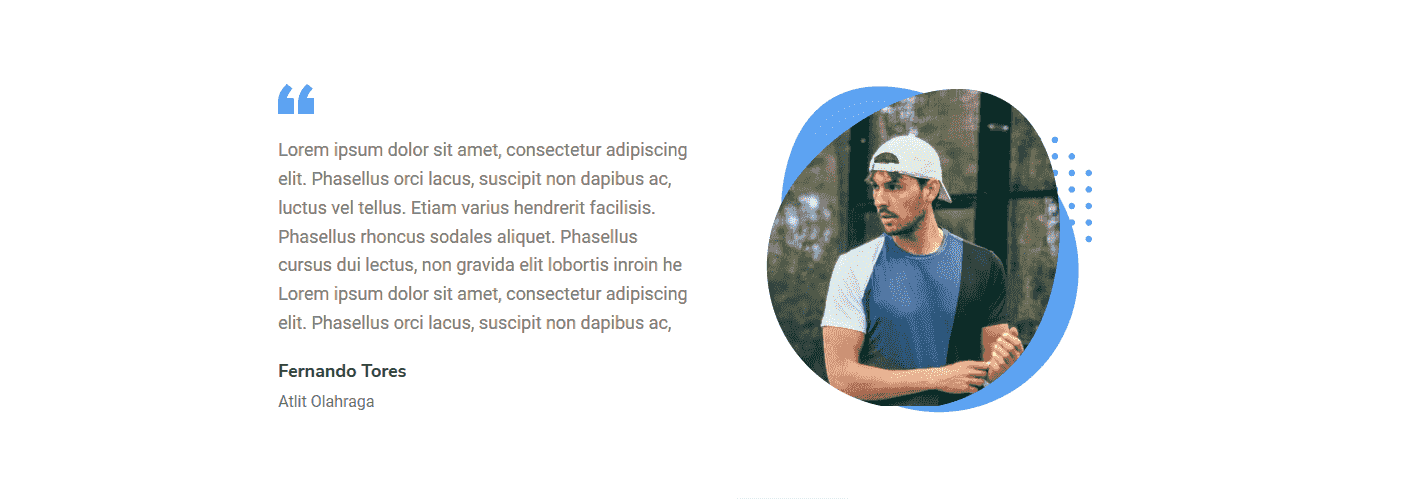 Lorem ipsum dolor sit amet, consectetur adipiscing
elit. Phasellus orci lacus, suscipit non dapibus ac,
luctus vel tellus. Etiam varius hendrerit facilisis.
Phasellus rhoncus sodales aliquet. Phasellus
cursus dui lectus, non gravida elit lobortis inroin he
Lorem ipsum dolor sit amet, consectetur adipiscing
elit. Phasellus orci lacus, suscipit non dapibus ac,
Fernando Tores
Atlit Olahraga